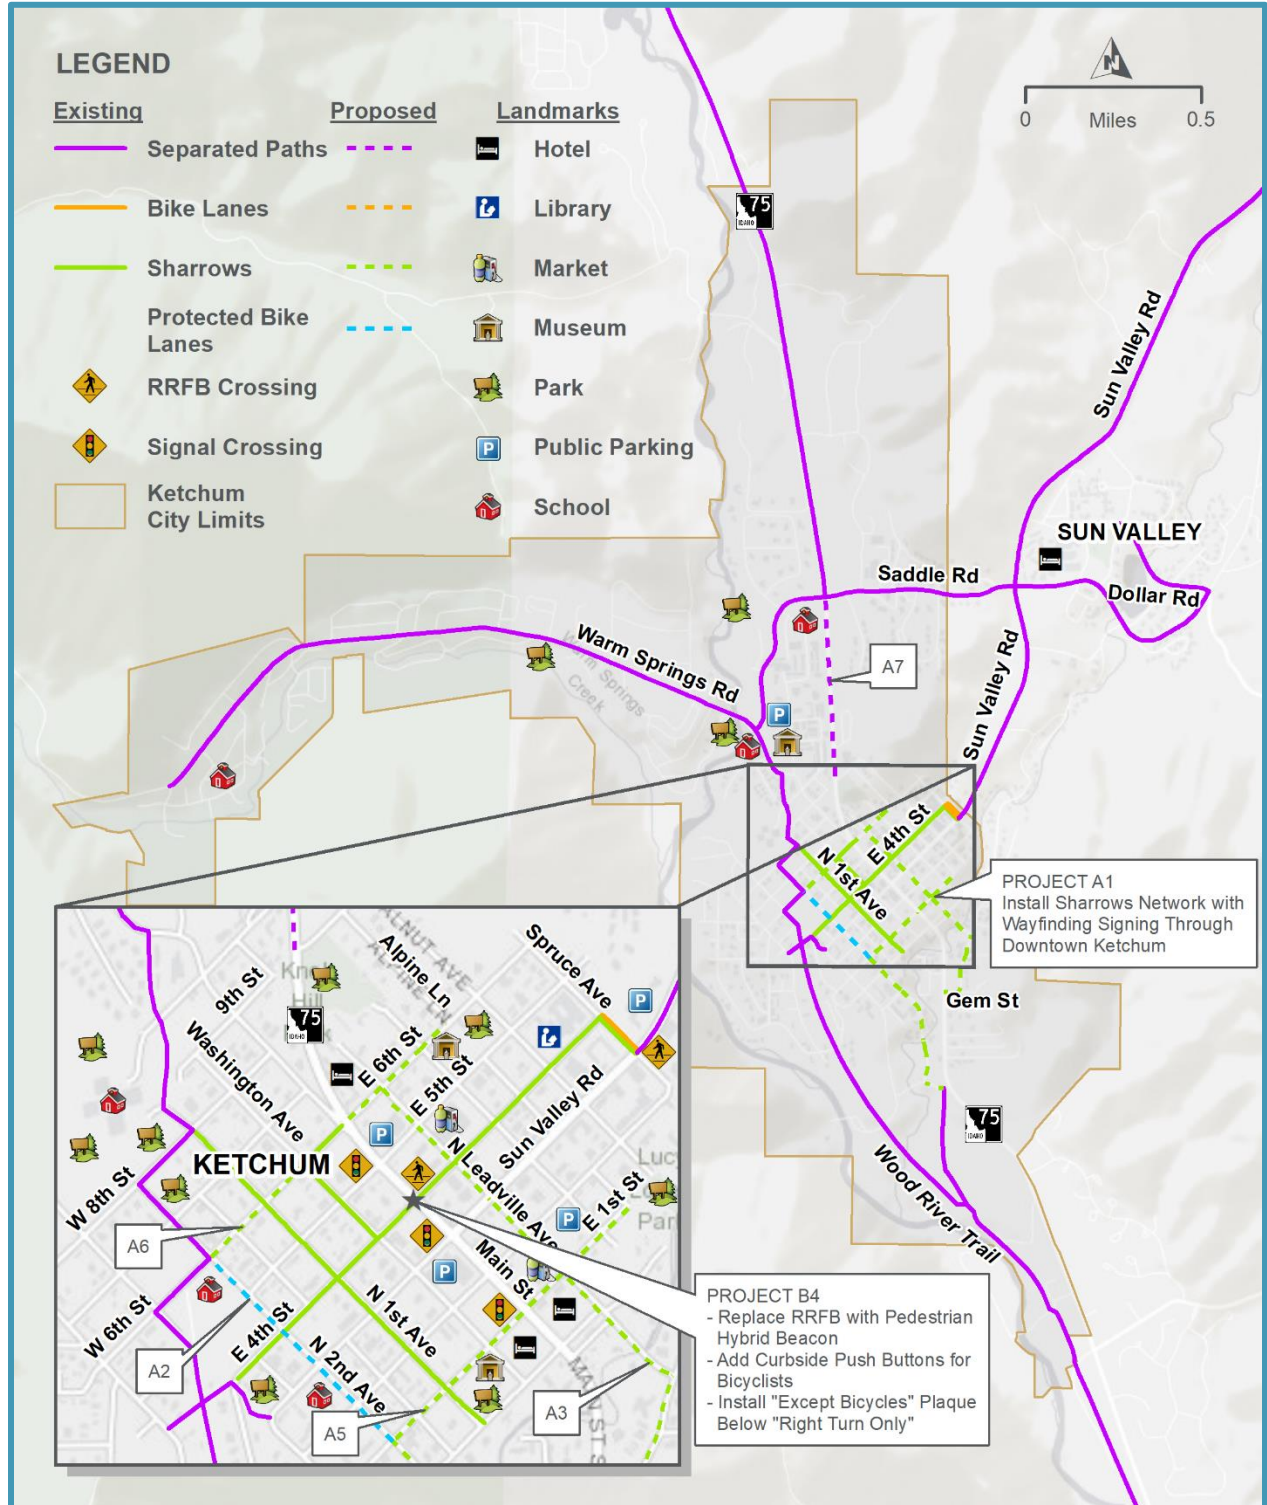 LEGEND
Existing
Proposed
Landmarks
Separated Paths
Hotel
Bike Lanes
Library
Sharrows
Market
Protected Bike
Lanes
Museum
RRFB Crossing
Park
Signal Crossing
P
Public Parking
Ketchum
City Limits
School
N
0
Miles
0.5
75
IDAHO
Sun Valley Rd
SUN VALLEY
Saddle Rd
Dollar Rd
Warm Springs Rd
Warm Springs
Creek
A7
Sun Valley Rd
P
E 4th St
N 1st Ave
PROJECT A1
Install Sharrows Network with
Wayfinding Signing Through
Downtown Ketchum
Gem St
75
IDAHO
Wood River Trail
Alpine Ln
Spruce Ave
9th St
Hill
75
IDAHO
P
Washington Ave
E 6th St
E 5th St
Sun Valley Rd
P
KETCHUM
N Leadville Ave
E 1st St
W 8th St
P
A6
Main St
P
N 1st Ave
W 6th St
E 4th St
A2
N 2nd Ave
A5
A3
PROJECT B4
- Replace RRFB with Pedestrian
Hybrid Beacon
- Add Curbside Push Buttons for
Bicyclists
- Install "Except Bicycles" Plaque
Below "Right Turn Only"